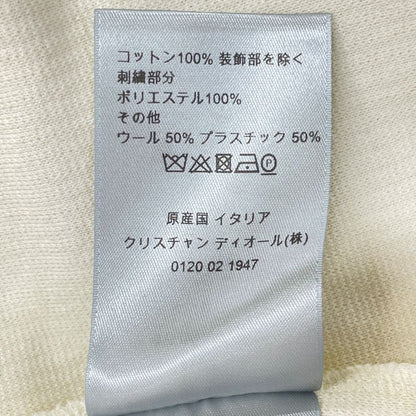 コットン100% 装飾部を除く
刺繍部分
ポリエステル100%
その他
ウール 50% プラスチック 50%
P
原産国 イタリア
クリスチャン ディオール(株)
0120 02 1947